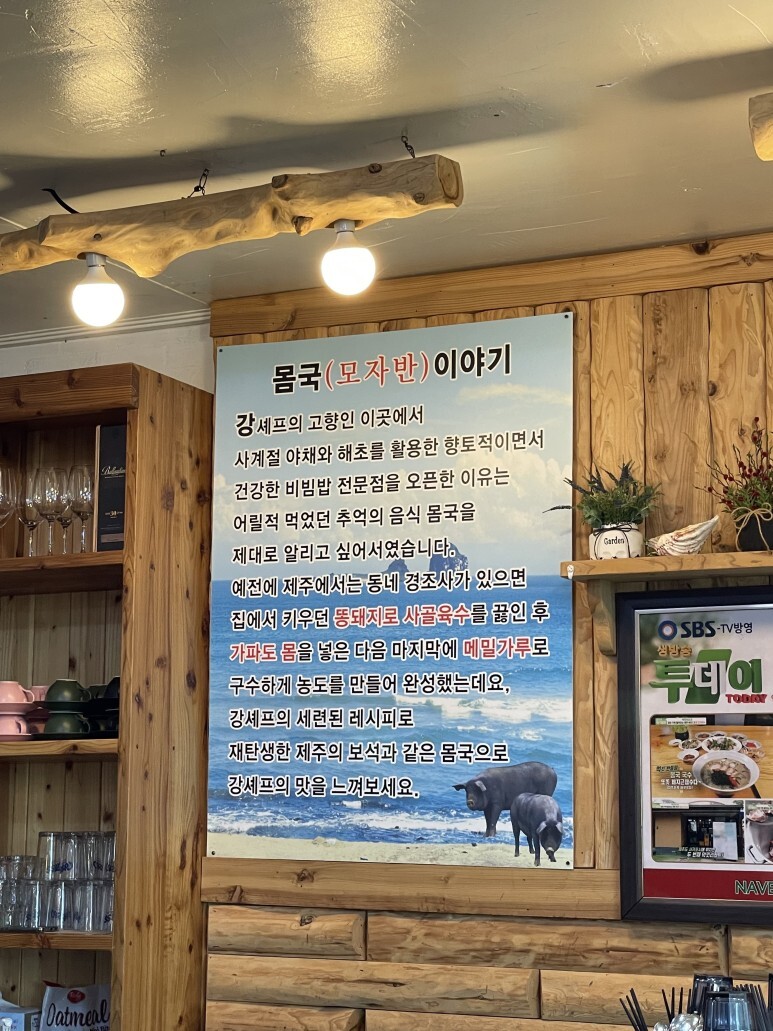 몸국(모자반)이야기
강셰프의 고향인 이곳에서
사계절 야채와 해초를 활용한 향토적이면서
건강한 비빔밥 전문점을 오픈한 이유는
어릴적 먹었던 추억의 음식 몸국을
제대로 알리고 싶어서였습니다.
예전에 제주에서는 동네 경조사가 있으면
집에서 키우던 똥돼지로 사골육수를 끓인 후
가파도 몸을 넣은 다음 마지막에 메밀가루로
구수하게 농도를 만들어 완성했는데요,
강셰프의 세련된 레시피로
재탄생한 제주의 보석과 같은 몸국으로
강셰프의 맛을 느껴보세요.
Garden
SBS-TV방영
생방송
투데이
TODAY
NAVE
Oatmeal